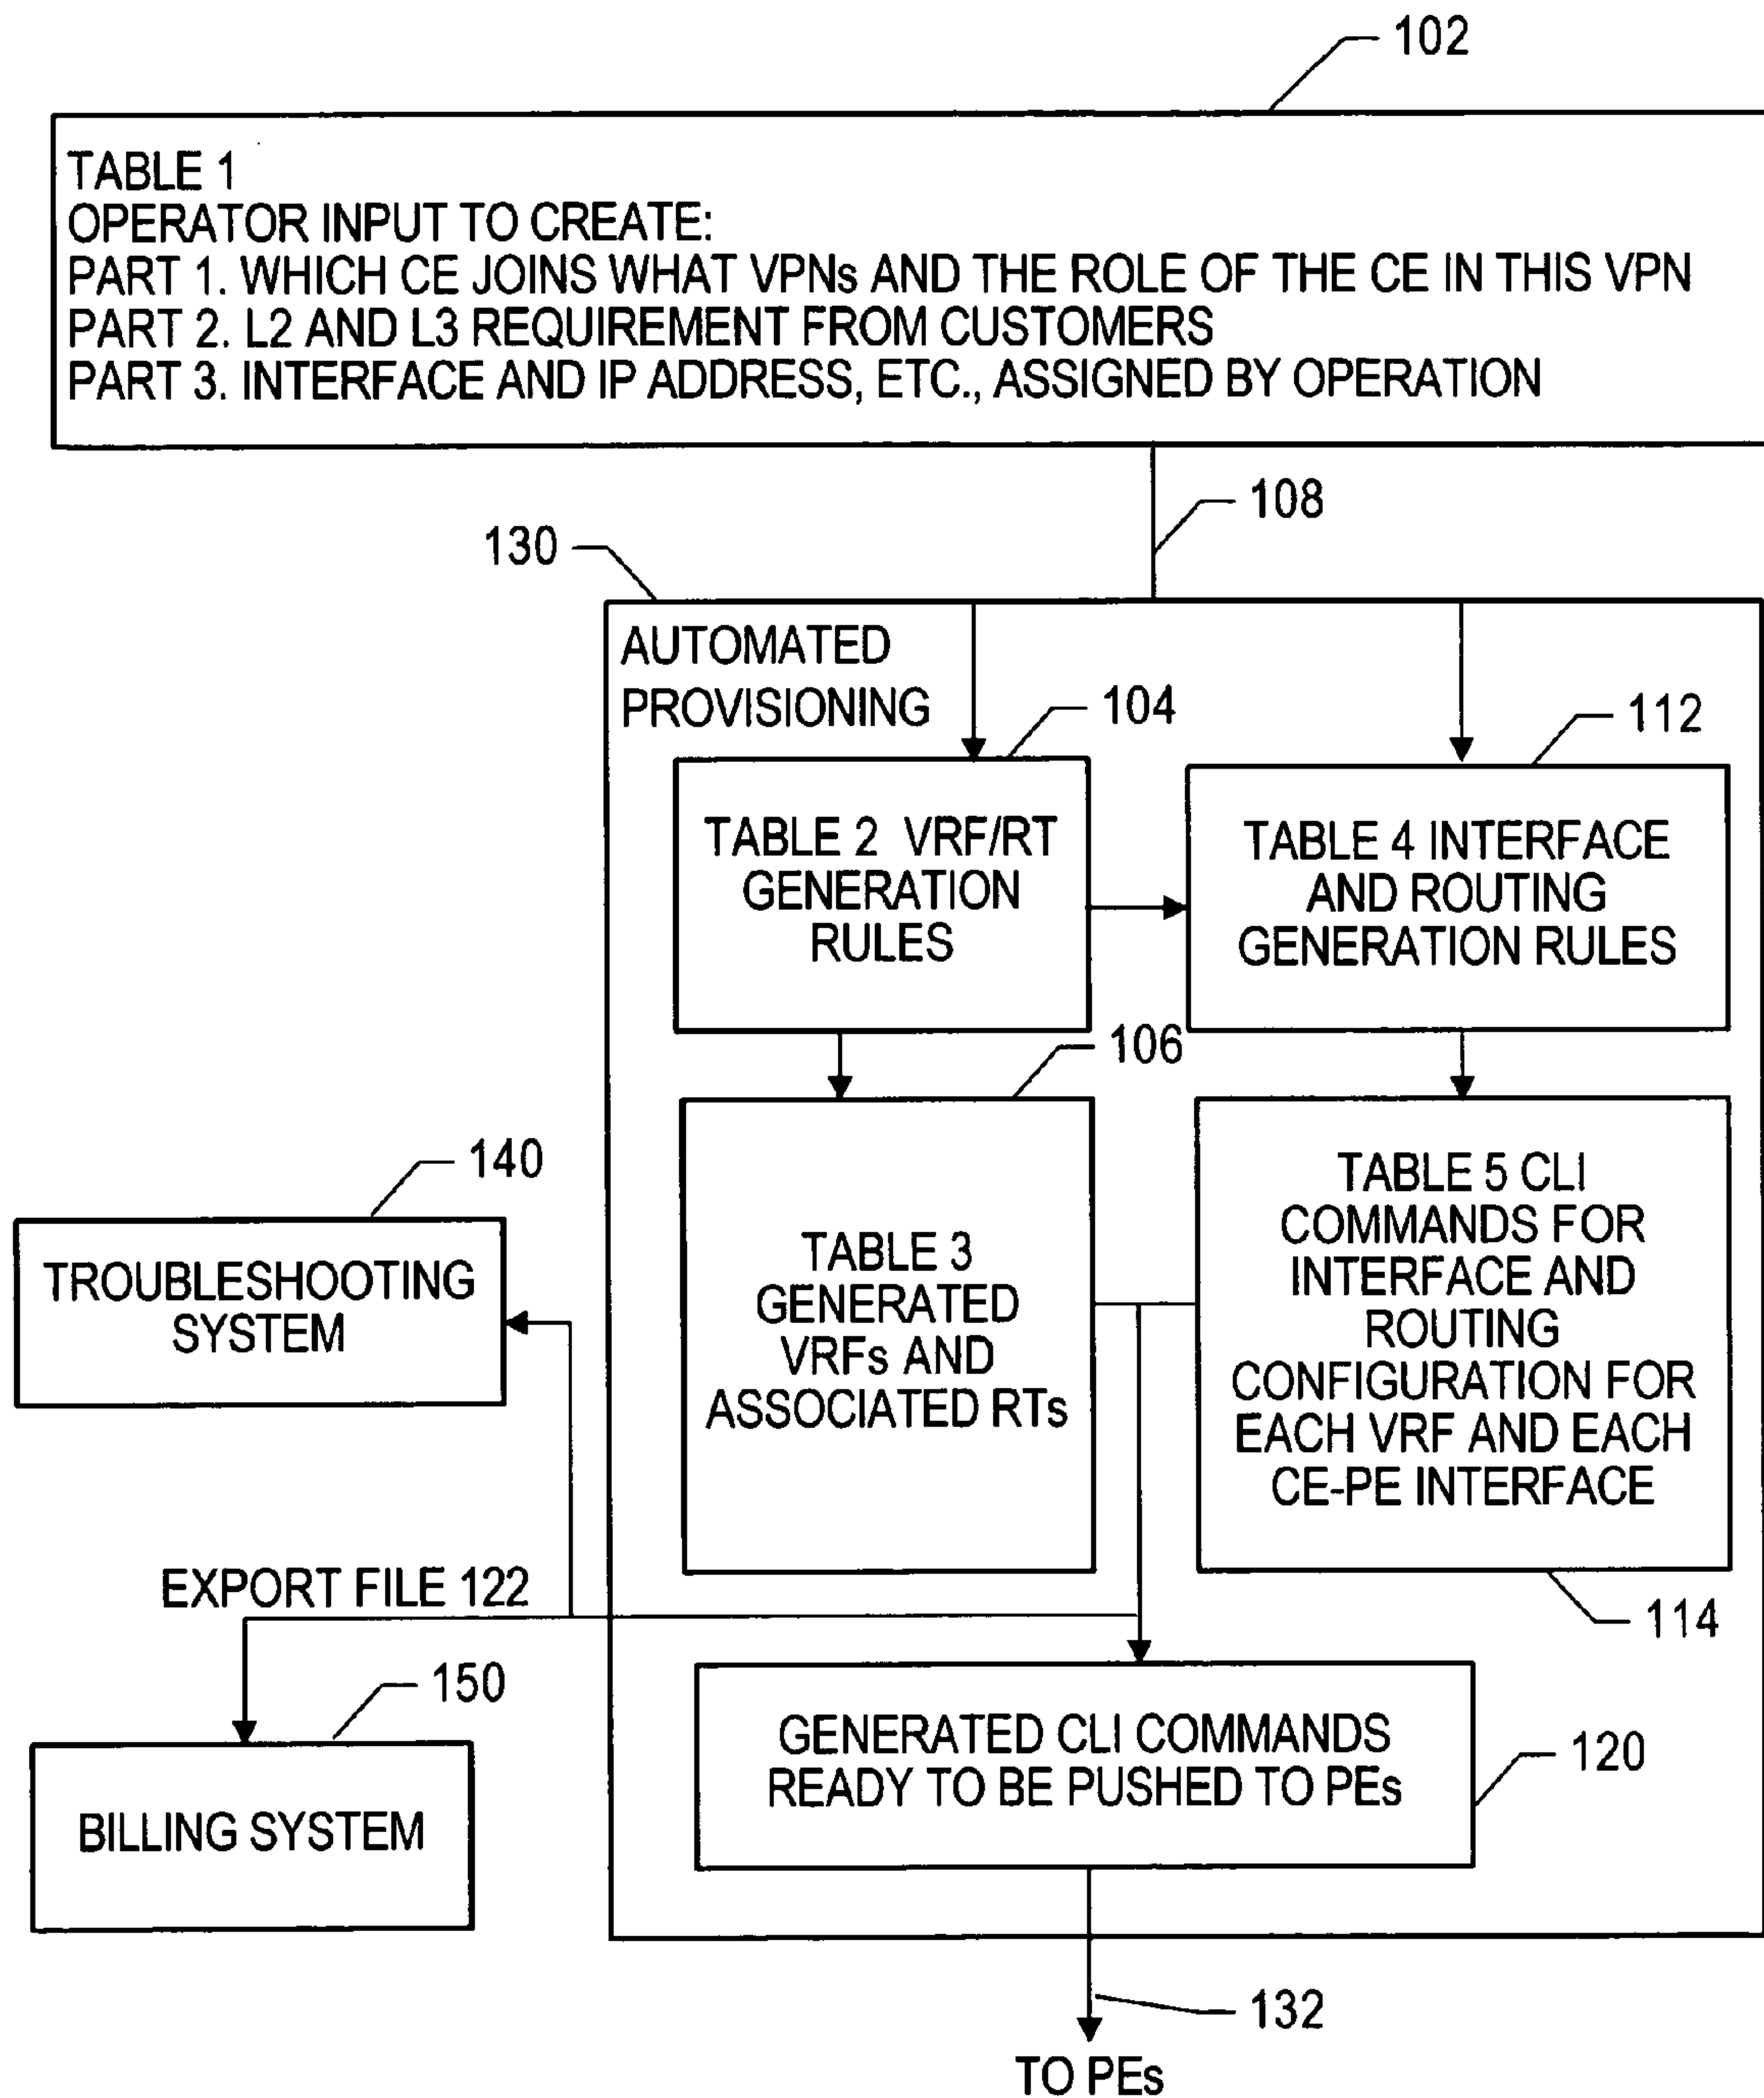 102
TABLE 1
OPERATOR INPUT TO CREATE:
PART 1. WHICH CE JOINS WHAT VPNs AND THE ROLE OF THE CE IN THIS VPN
PART 2. L2 AND L3 REQUIREMENT FROM CUSTOMERS
PART 3. INTERFACE AND IP ADDRESS, ETC., ASSIGNED BY OPERATION
108
130
AUTOMATED
PROVISIONING
104
112
TABLE 2 VRF/RT
GENERATION
RULES
TABLE 4 INTERFACE
AND ROUTING
GENERATION RULES
106
140
TROUBLESHOOTING
SYSTEM
TABLE 3
GENERATED
VRFs AND
ASSOCIATED RTs
TABLE 5 CLI
COMMANDS FOR
INTERFACE AND
ROUTING
CONFIGURATION FOR
EACH VRF AND EACH
CE-PE INTERFACE
EXPORT FILE 122
114
150
BILLING SYSTEM
GENERATED CLI COMMANDS
READY TO BE PUSHED TO PEs
120
132
TO PEs